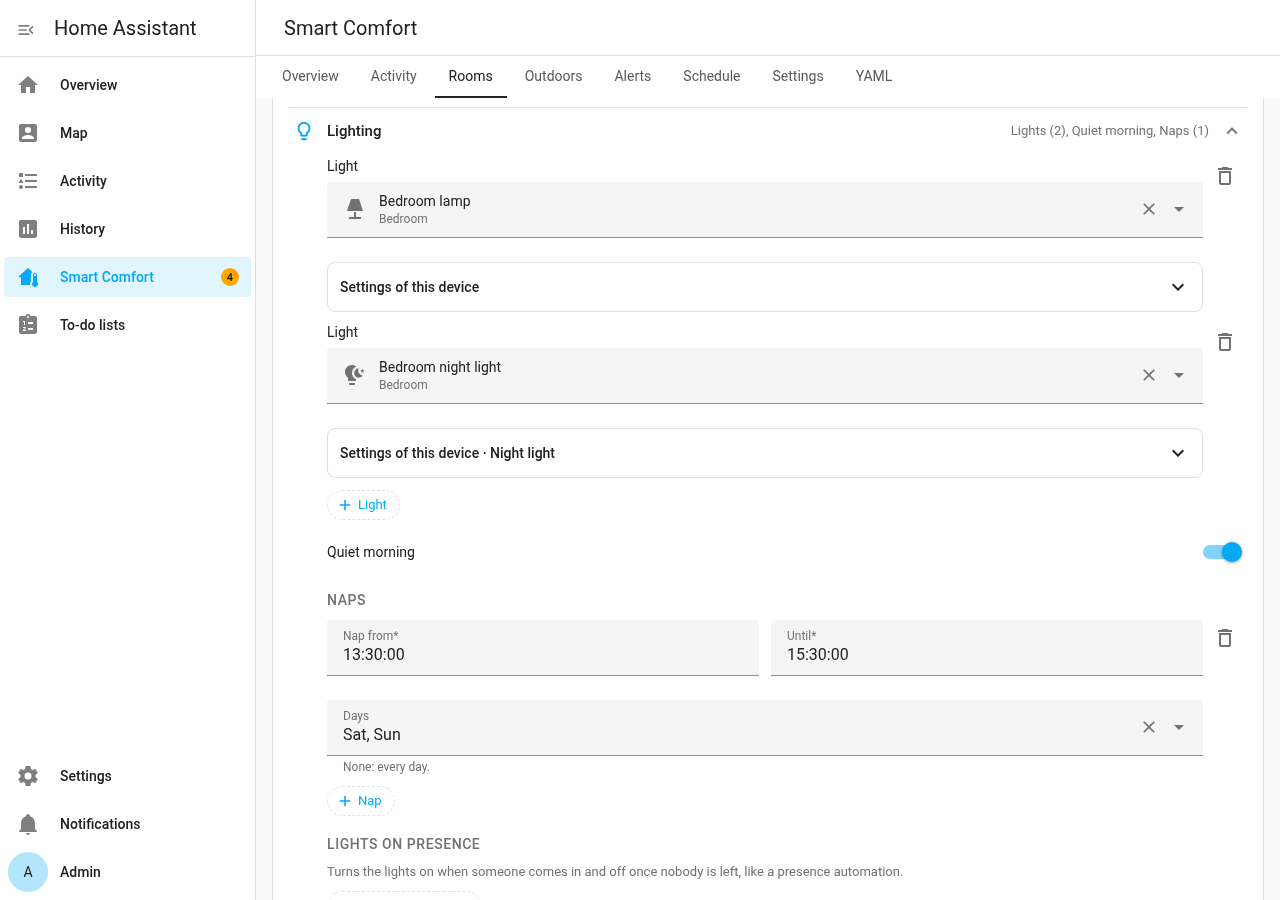 Home Assistant
Smart Comfort
Overview
Activity
Rooms
Outdoors
Alerts
Schedule
Settings
YAML
Overview
Map
Activity
History
Smart Comfort
4
To-do lists
Settings
Notifications
A
Admin
Lighting
Lights (2), Quiet morning, Naps (1)
Light
Bedroom lamp
Bedroom
Settings of this device
Light
Bedroom night light
Bedroom
Settings of this device · Night light
+ Light
Quiet morning
NAPS
Nap from*
13:30:00
Until*
15:30:00
Days
Sat, Sun
None: every day.
+ Nap
LIGHTS ON PRESENCE
Turns the lights on when someone comes in and off once nobody is left, like a presence automation.